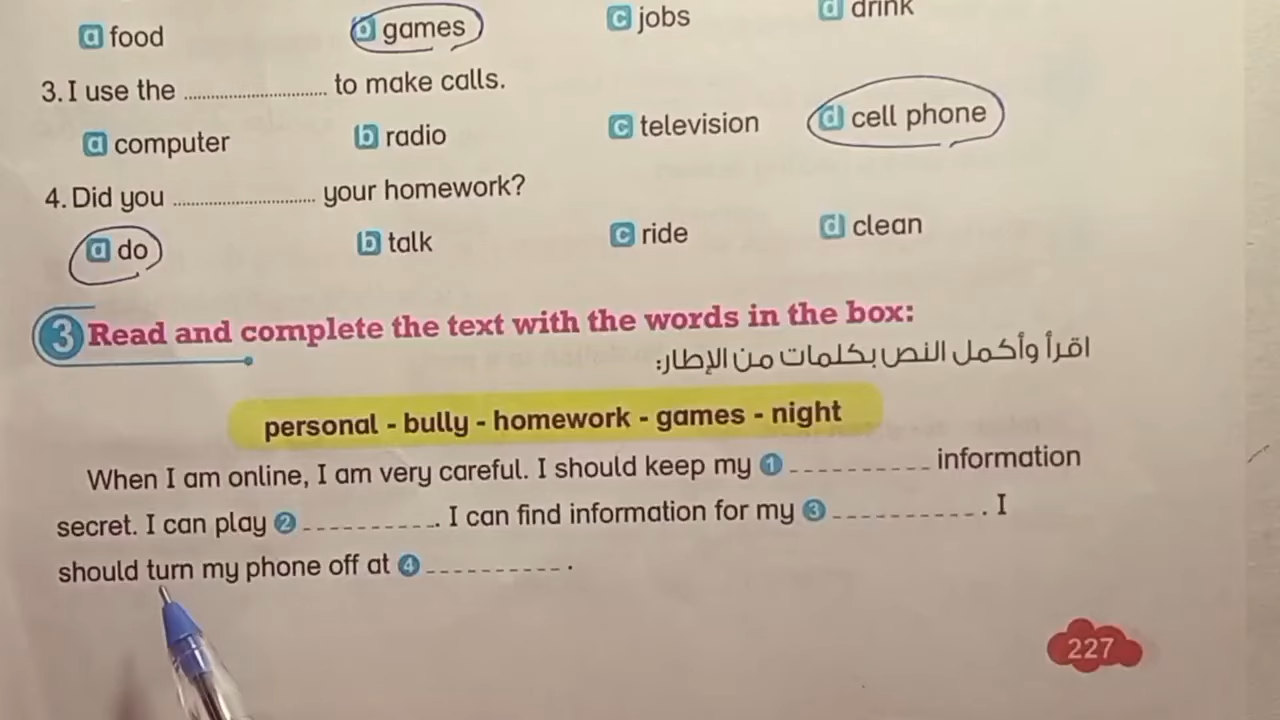 a food b games c jobs d drink
3. I use the ........................... to make calls.
a computer b radio c television d cell phone
4. Did you ........................... your homework?
a do b talk c ride d clean
3 Read and complete the text with the words in the box:
اقرأ وأكمل النص بكلمات من الإطار:
personal - bully - homework - games - night
When I am online, I am very careful. I should keep my 1 __________ information
secret. I can play 2 __________. I can find information for my 3 __________. I
should turn my phone off at 4 __________.
227